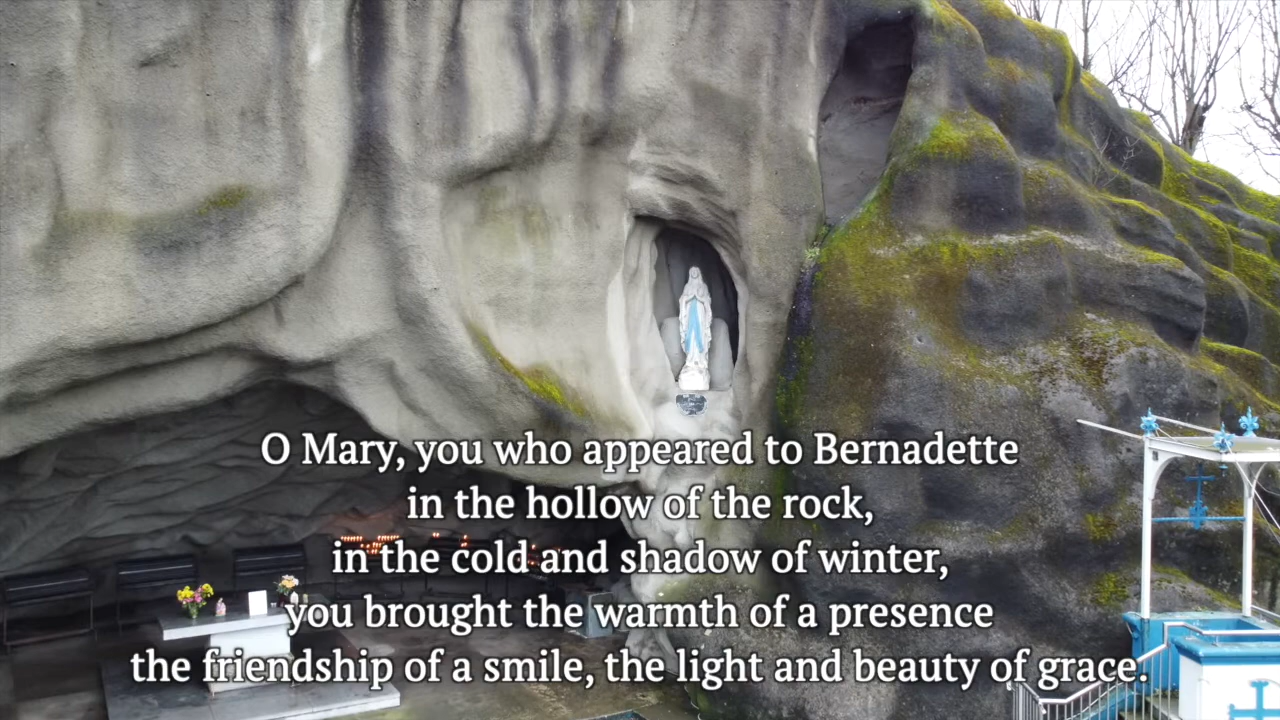 O Mary, you who appeared to Bernadette
in the hollow of the rock,
in the cold and shadow of winter,
you brought the warmth of a presence
the friendship of a smile, the light and beauty of grace.